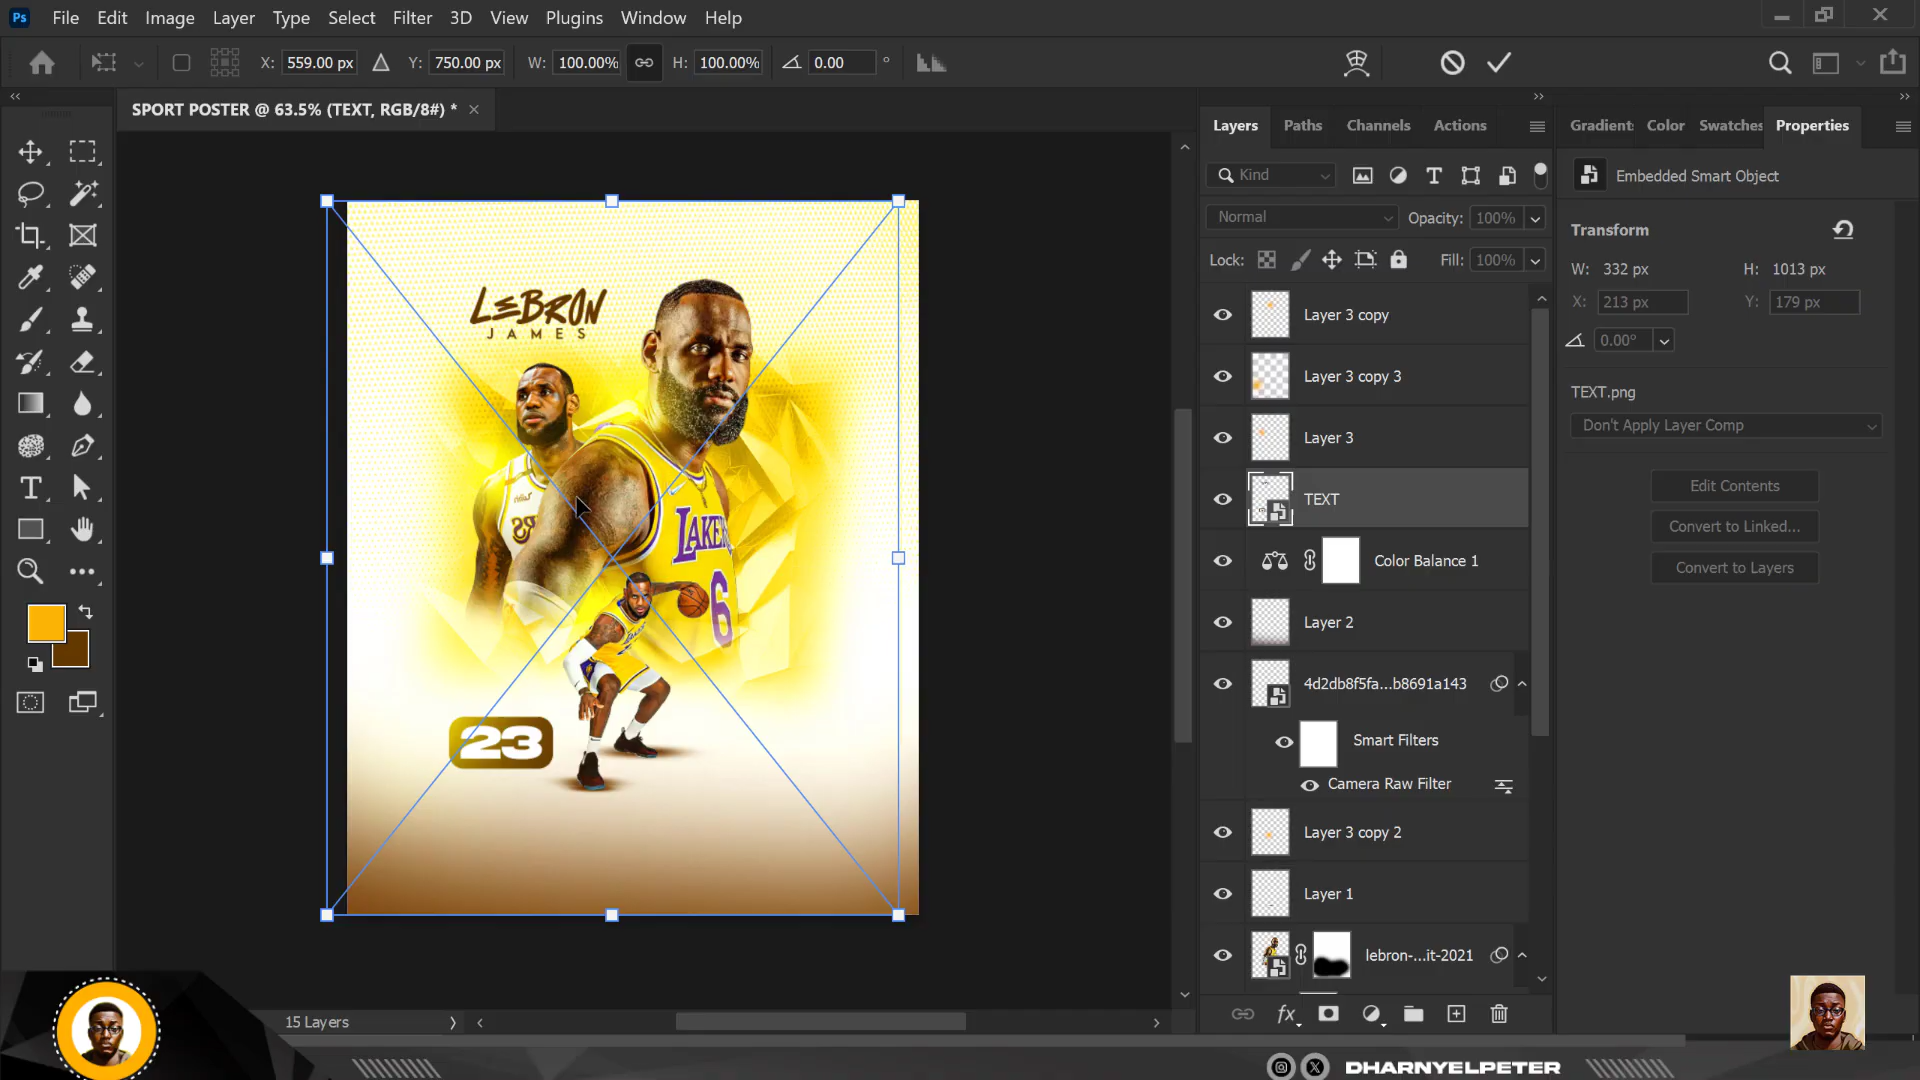 Ps File Edit Image Layer Type Select Filter 3D View Plugins Window Help
X: 559.00 px Y: 750.00 px W: 100.00% H: 100.00% 0.00 °
SPORT POSTER @ 63.5% (TEXT, RGB/8#) * ×
LEBRON
JAMES
LAKERS
6
23
15 Layers
Layers Paths Channels Actions
Kind
Normal Opacity: 100%
Lock: Fill: 100%
Layer 3 copy
Layer 3 copy 3
Layer 3
TEXT
Color Balance 1
Layer 2
4d2db8f5fa...b8691a143
Smart Filters
Camera Raw Filter
Layer 3 copy 2
Layer 1
lebron-...it-2021
fx
Gradients Color Swatches Properties
Embedded Smart Object
Transform
W: 332 px H: 1013 px
X: 213 px Y: 179 px
0.00°
TEXT.png
Don't Apply Layer Comp
Edit Contents
Convert to Linked...
Convert to Layers
DHARNYELPETER